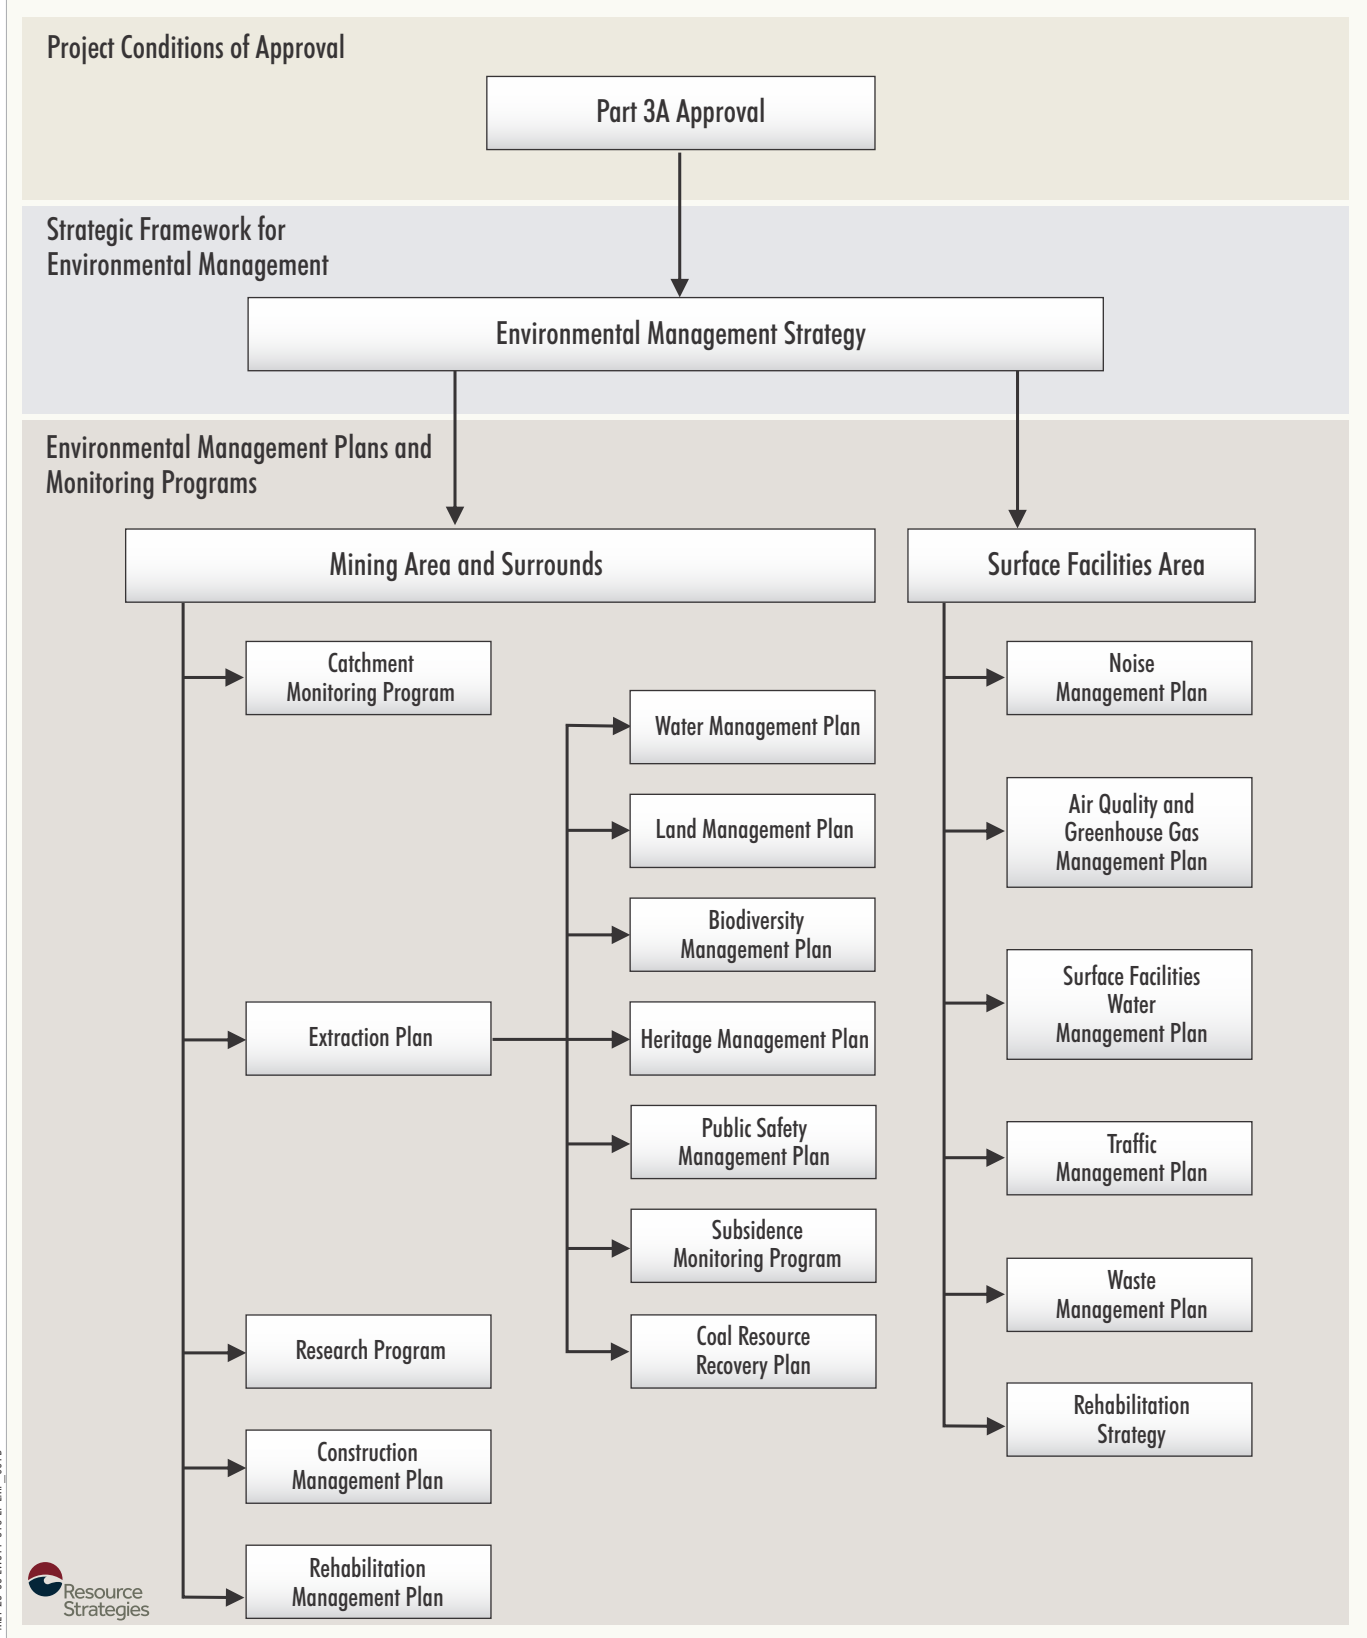 Project Conditions of Approval
Part 3A Approval
Strategic Framework for
Environmental Management
Environmental Management Strategy
Environmental Management Plans and
Monitoring Programs
Mining Area and Surrounds
Catchment
Monitoring Program
Extraction Plan
Research Program
Construction
Management Plan
Rehabilitation
Management Plan
Water Management Plan
Land Management Plan
Biodiversity
Management Plan
Heritage Management Plan
Public Safety
Management Plan
Subsidence
Monitoring Program
Coal Resource
Recovery Plan
Surface Facilities Area
Noise
Management Plan
Air Quality and
Greenhouse Gas
Management Plan
Surface Facilities
Water
Management Plan
Traffic
Management Plan
Waste
Management Plan
Rehabilitation
Strategy
Resource
Strategies